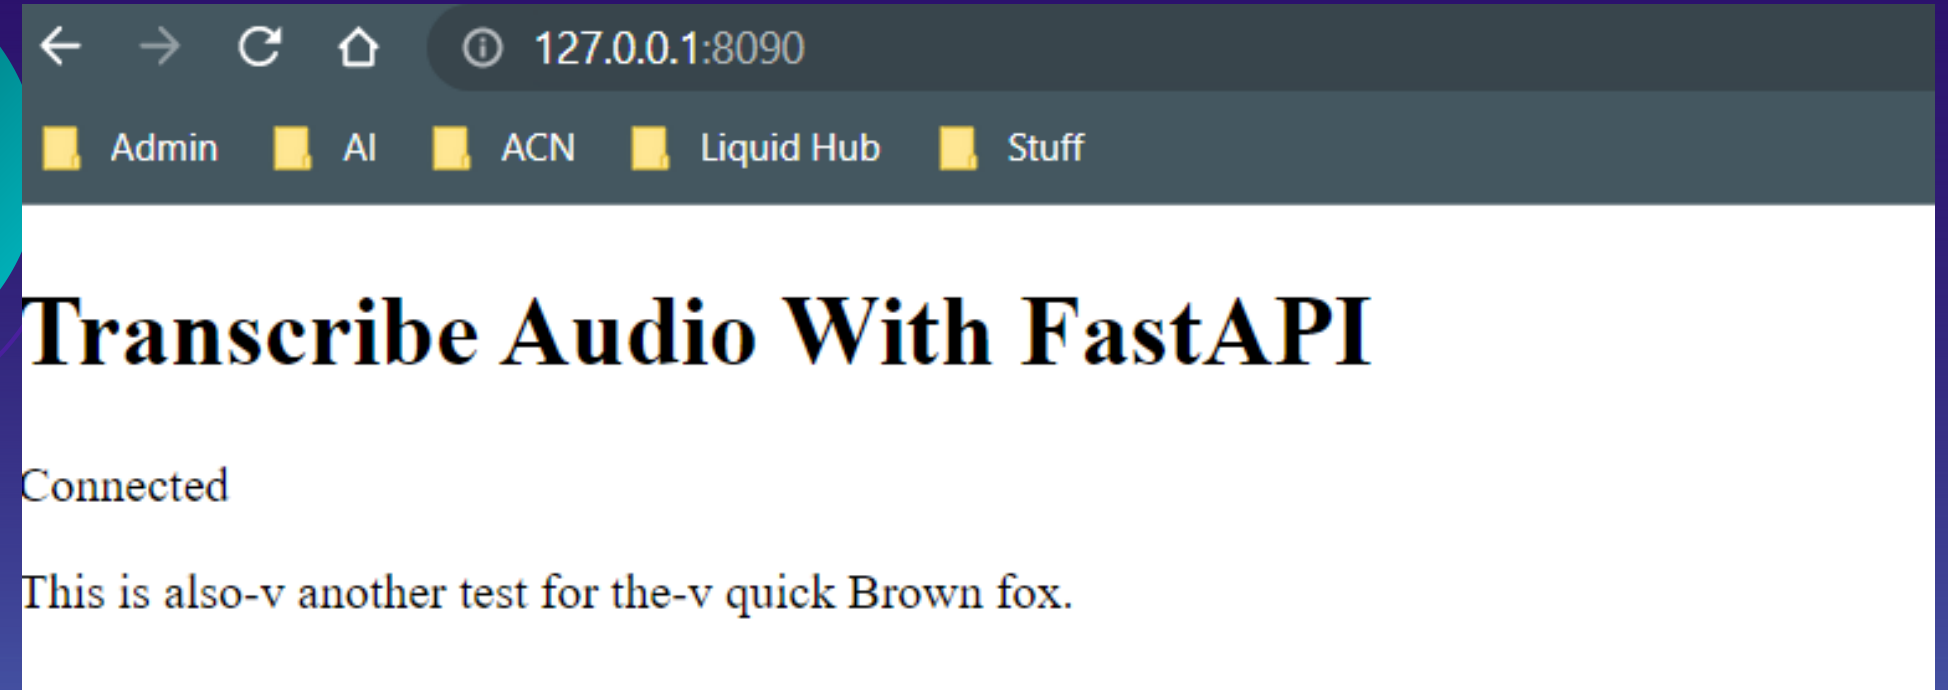 127.0.0.1:8090
Admin AI ACN Liquid Hub Stuff
Transcribe Audio With FastAPI
Connected
This is also-v another test for the-v quick Brown fox.